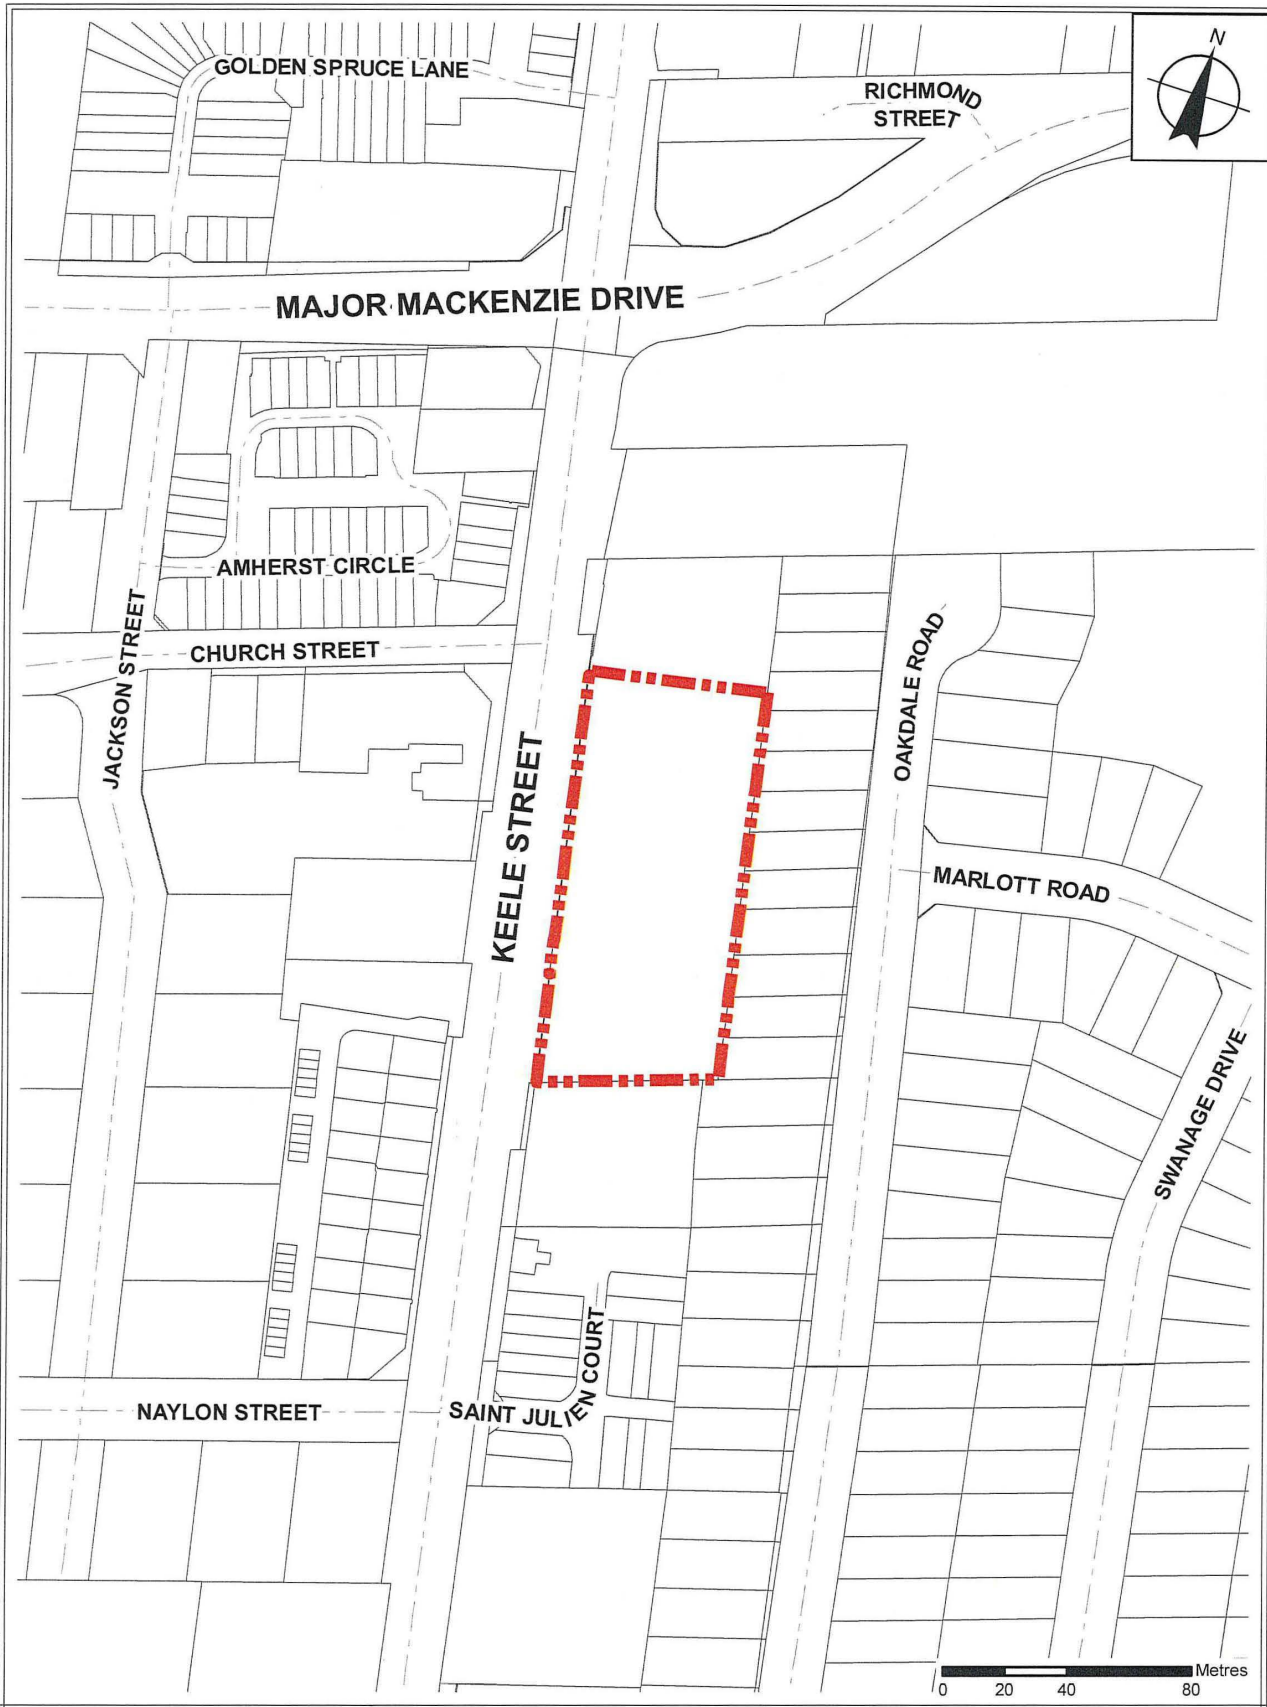 N
GOLDEN SPRUCE LANE
RICHMOND
STREET
MAJOR MACKENZIE DRIVE
AMHERST CIRCLE
JACKSON STREET
CHURCH STREET
OAKDALE ROAD
KEELE STREET
MARLOTT ROAD
SWANAGE DRIVE
NAYLON STREET
SAINT JULIEN COURT
Metres
0 20 40 80